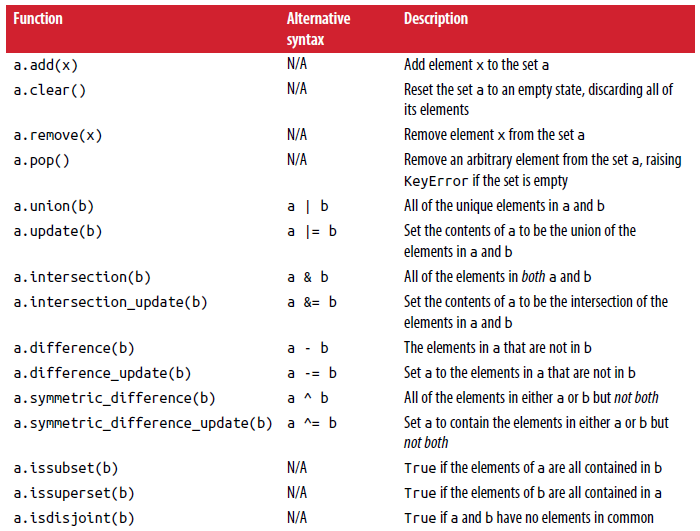 Function Alternative Description
syntax
a.add(x) N/A Add element x to the set a
a.clear() N/A Reset the set a to an empty state, discarding all of
its elements
a.remove(x) N/A Remove element x from the set a
a.pop() N/A Remove an arbitrary element from the set a, raising
KeyError if the set is empty
a.union(b) a | b All of the unique elements in a and b
a.update(b) a |= b Set the contents of a to be the union of the
elements in a and b
a.intersection(b) a & b All of the elements in both a and b
a.intersection_update(b) a &= b Set the contents of a to be the intersection of the
elements in a and b
a.difference(b) a - b The elements in a that are not in b
a.difference_update(b) a -= b Set a to the elements in a that are not in b
a.symmetric_difference(b) a ^ b All of the elements in either a or b but not both
a.symmetric_difference_update(b) a ^= b Set a to contain the elements in either a or b but
not both
a.issubset(b) N/A True if the elements of a are all contained in b
a.issuperset(b) N/A True if the elements of b are all contained in a
a.isdisjoint(b) N/A True if a and b have no elements in common